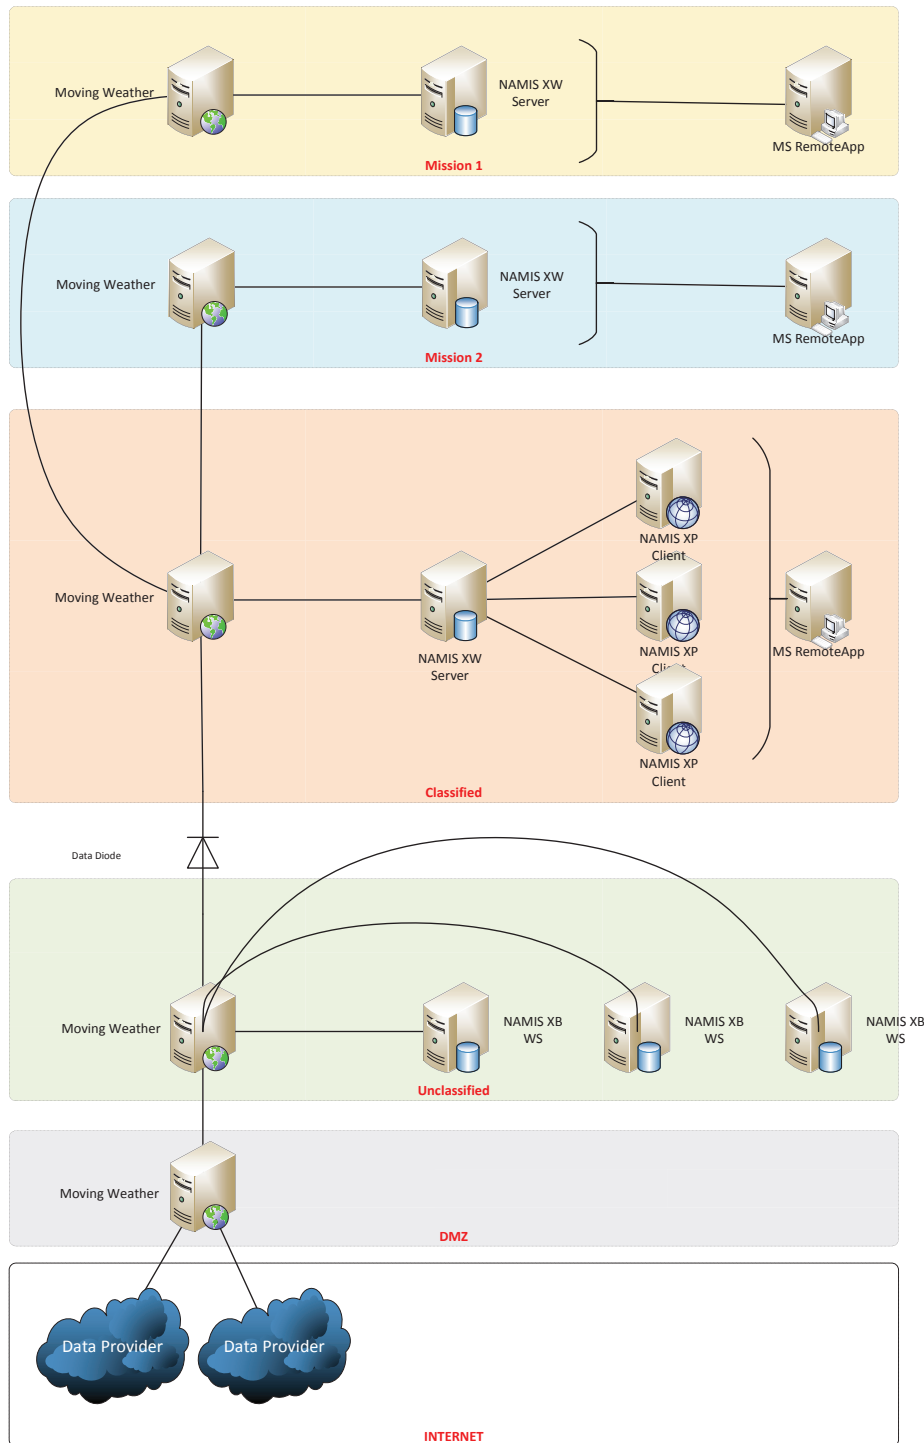 Moving Weather
NAMIS XW
Server
MS RemoteApp
Mission 1
Moving Weather
NAMIS XW
Server
MS RemoteApp
Mission 2
NAMIS XP
Client
Moving Weather
NAMIS XW
Server
NAMIS XP
Client
MS RemoteApp
NAMIS XP
Client
Classified
Data Diode
Moving Weather
NAMIS XB
WS
NAMIS XB
WS
NAMIS XB
WS
Unclassified
Moving Weather
DMZ
Data Provider
Data Provider
INTERNET